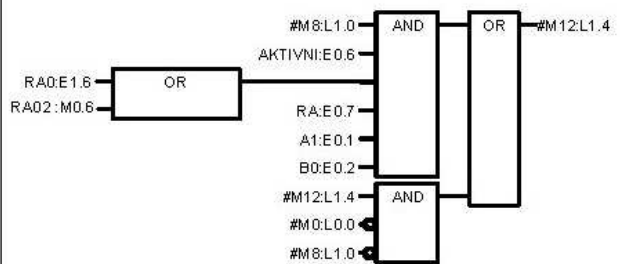 #M8:L1.0 AND OR #M12:L1.4
AKTIVNI:E0.6
RA0:E1.6 OR
RA02:M0.6
RA:E0.7
A1:E0.1
B0:E0.2
#M12:L1.4 AND
#M0:L0.0
#M8:L1.0